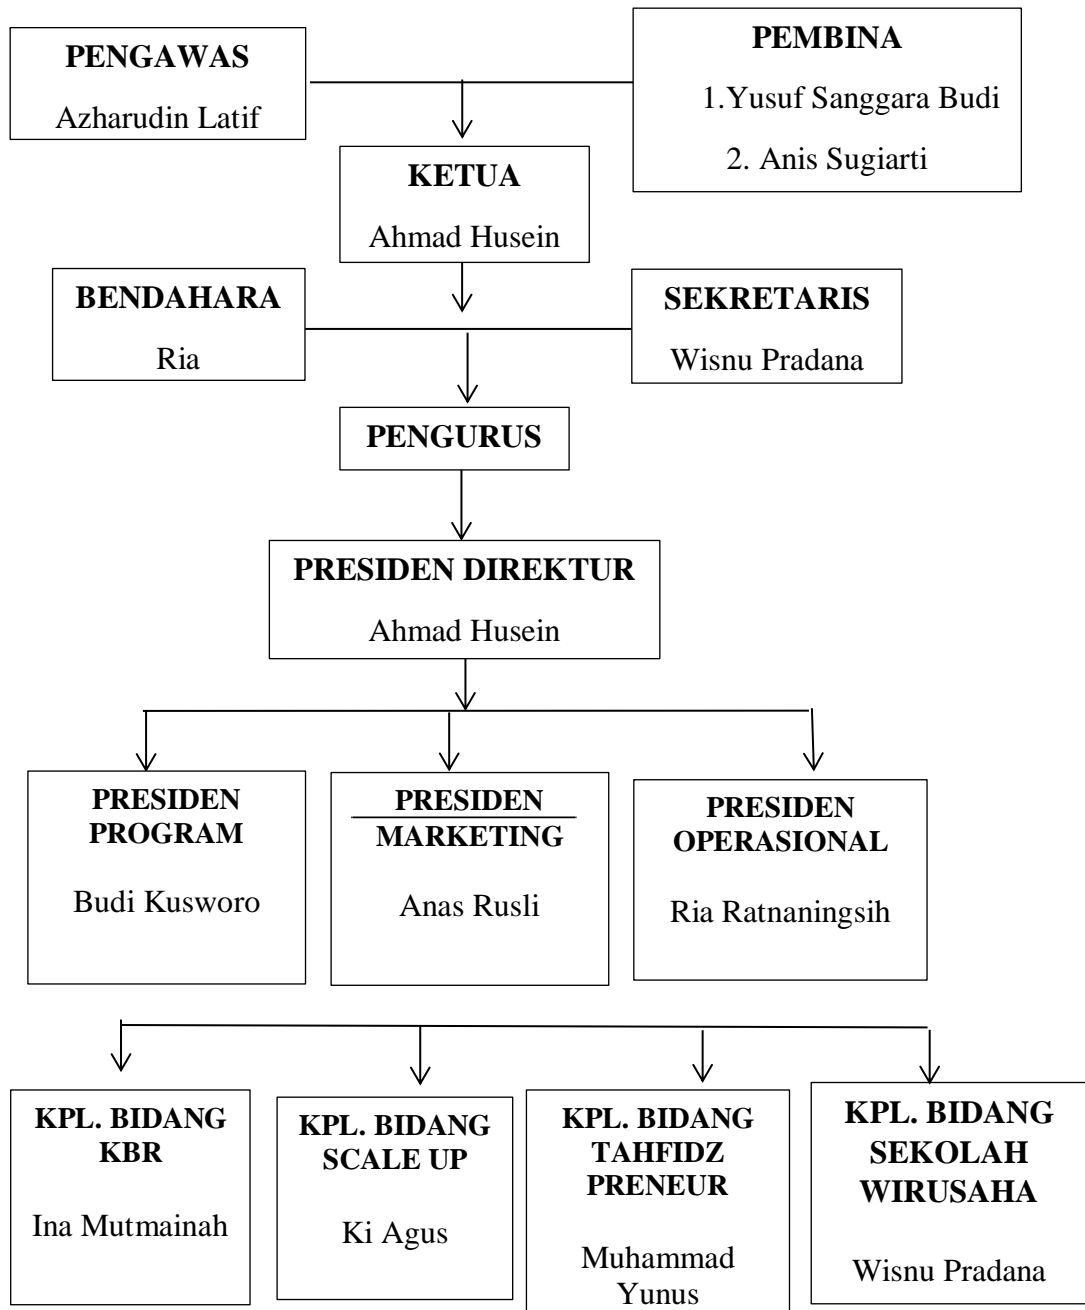 PENGAWAS
Azharudin Latif
PEMBINA
1.Yusuf Sanggara Budi
2. Anis Sugiarti
KETUA
Ahmad Husein
BENDAHARA
Ria
SEKRETARIS
Wisnu Pradana
PENGURUS
PRESIDEN DIREKTUR
Ahmad Husein
PRESIDEN
PROGRAM
Budi Kusworo
PRESIDEN
MARKETING
Anas Rusli
PRESIDEN
OPERASIONAL
Ria Ratnaningsih
KPL. BIDANG
KBR
Ina Mutmainah
KPL. BIDANG
SCALE UP
Ki Agus
KPL. BIDANG
TAHFIDZ
PRENEUR
Muhammad
Yunus
KPL. BIDANG
SEKOLAH
WIRUSAHA
Wisnu Pradana